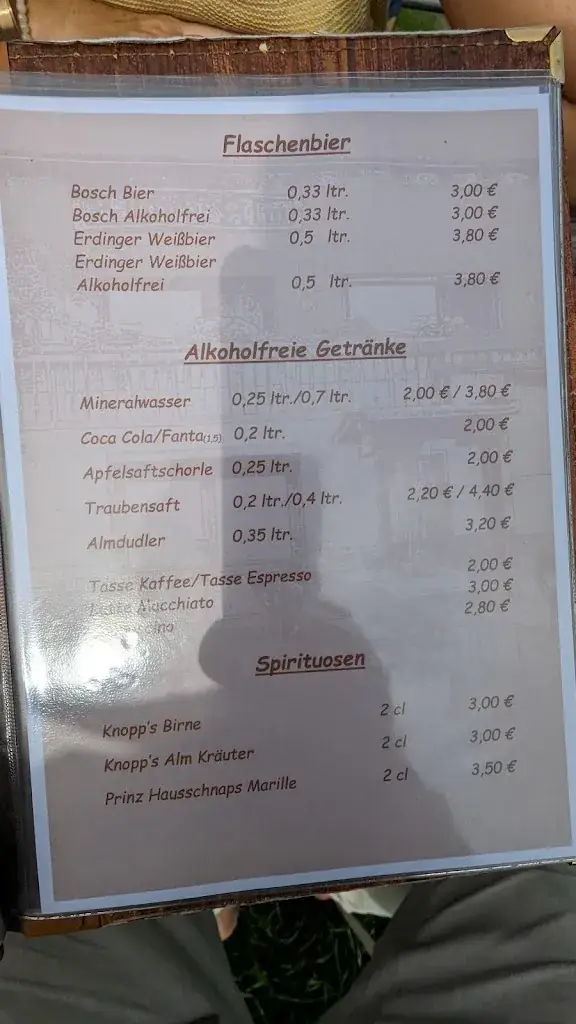 Flaschenbier
Bosch Bier 0,33 ltr. 3,00 €
Bosch Alkoholfrei 0,33 ltr. 3,00 €
Erdinger Weißbier 0,5 ltr. 3,80 €
Erdinger Weißbier
Alkoholfrei 0,5 ltr. 3,80 €
Alkoholfreie Getränke
Mineralwasser 0,25 ltr./0,7 ltr. 2,00 € / 3,80 €
Coca Cola/Fanta(1,5) 0,2 ltr. 2,00 €
Apfelsaftschorle 0,25 ltr. 2,00 €
Traubensaft 0,2 ltr./0,4 ltr. 2,20 € / 4,40 €
Almdudler 0,35 ltr. 3,20 €
Tasse Kaffee/Tasse Espresso 2,00 €
Latte Macchiato 3,00 €
2,80 €
Spirituosen
Knopp's Birne 2 cl 3,00 €
Knopp's Alm Kräuter 2 cl 3,00 €
Prinz Hausschnaps Marille 2 cl 3,50 €